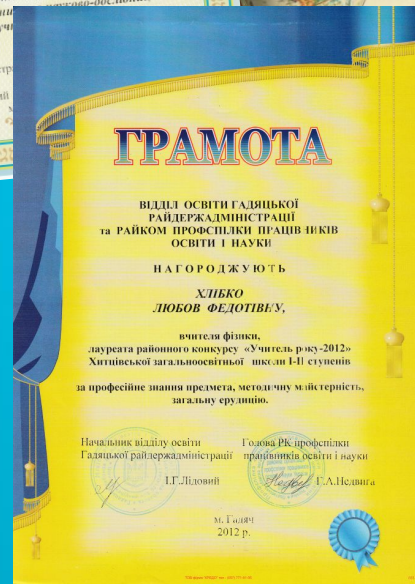 ГРАМОТА
ВІДДІЛ ОСВІТИ ГАДЯЦЬКОЇ
РАЙДЕРЖАДМІНІСТРАЦІЇ
та РАЙКОМ ПРОФСПІЛКИ ПРАЦІВНИКІВ
ОСВІТИ І НАУКИ
НАГОРОДЖУЮТЬ
ХЛІБКО
ЛЮБОВ ФЕДОТІВНУ,
вчителя фізики,
лауреата районного конкурсу «Учитель року-2012»
Хитцівської загальноосвітньої школи І-ІІ ступенів
за професійне знання предмета, методичну майстерність,
загальну ерудицію.
Начальник відділу освіти Голова РК профспілки
Гадяцької райдержадміністрації працівників освіти і науки
І.Г.Лідовий Г.А.Недвига
м. Гадяч
2012 р.